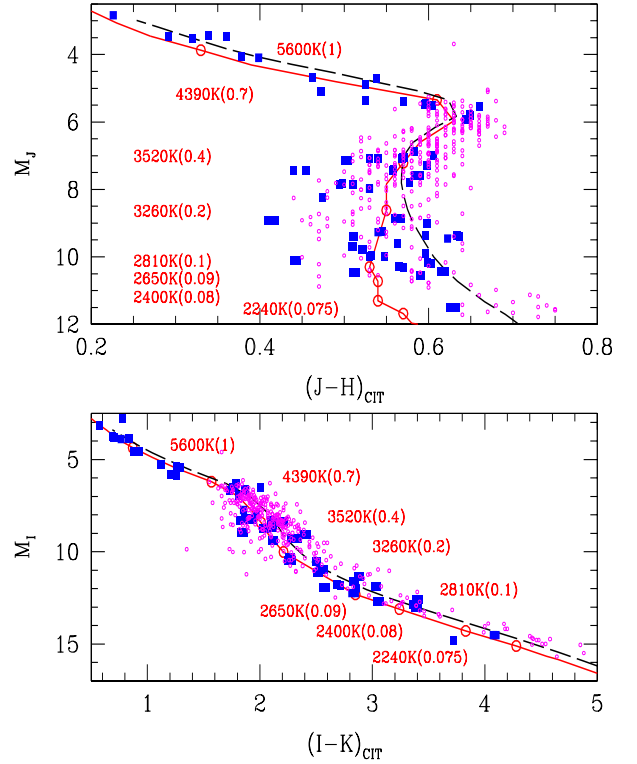 4
6
8
10
12
M_J
5600K(1)
4390K(0.7)
3520K(0.4)
3260K(0.2)
2810K(0.1)
2650K(0.09)
2400K(0.08)
2240K(0.075)
0.2
0.4
0.6
0.8
(J-H)_CIT
5
10
15
M_I
5600K(1)
4390K(0.7)
3520K(0.4)
3260K(0.2)
2810K(0.1)
2650K(0.09)
2400K(0.08)
2240K(0.075)
1
2
3
4
5
(I-K)_CIT